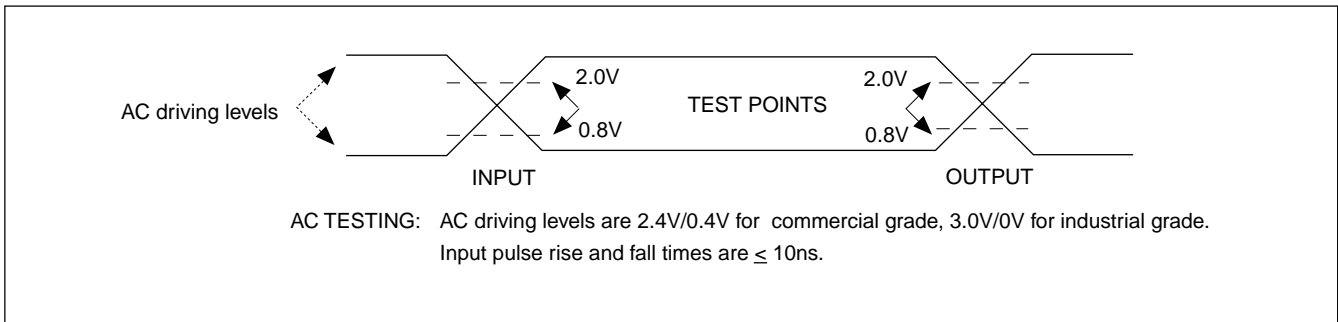 2.0V
2.0V
AC driving levels
TEST POINTS
0.8V
0.8V
INPUT
OUTPUT
AC TESTING: AC driving levels are 2.4V/0.4V for commercial grade, 3.0V/0V for industrial grade.
Input pulse rise and fall times are ≤ 10ns.